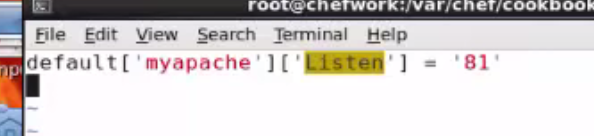 root@chefwork:/var/chef/cookbook
File Edit View Search Terminal Help
default['myapache']['Listen'] = '81'
~
~